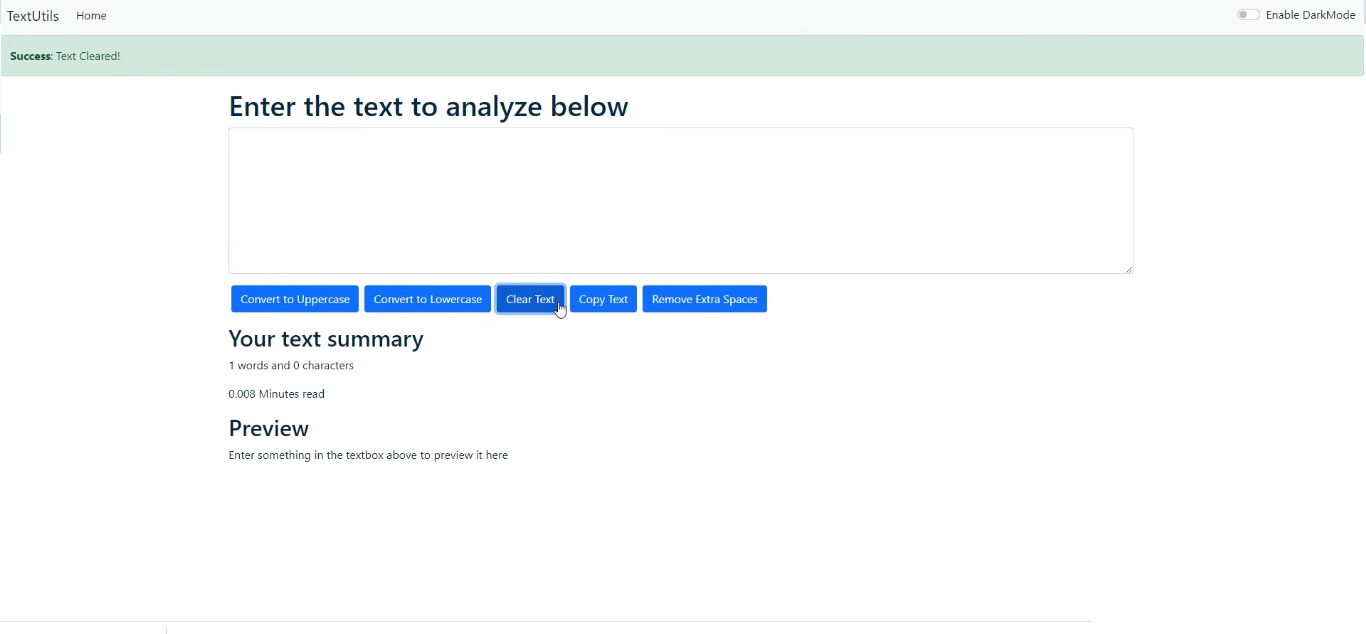 TextUtils Home Enable DarkMode
Success: Text Cleared!
Enter the text to analyze below
Convert to Uppercase Convert to Lowercase Clear Text Copy Text Remove Extra Spaces
Your text summary
1 words and 0 characters
0.008 Minutes read
Preview
Enter something in the textbox above to preview it here